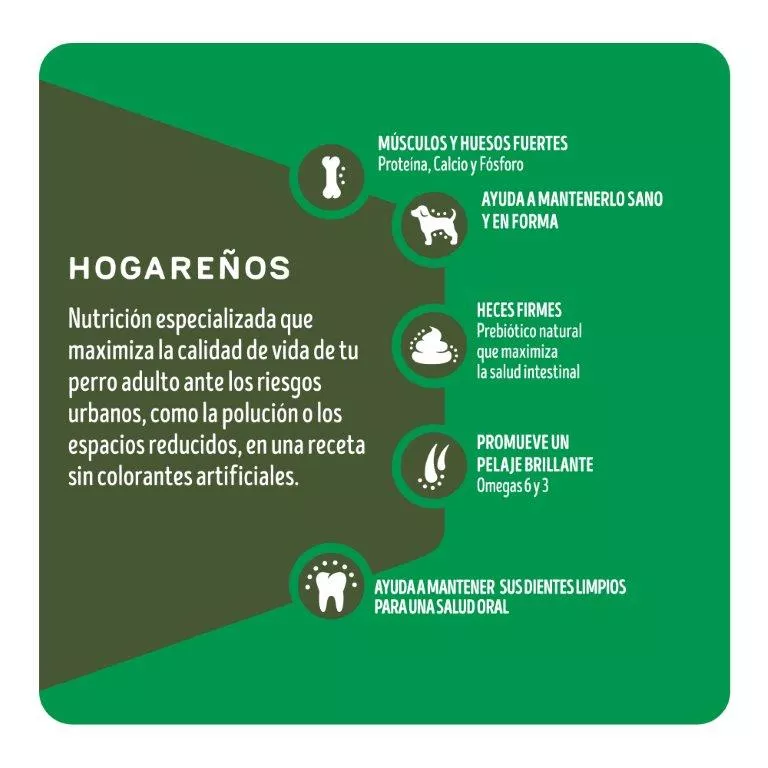 HOGAREÑOS
Nutrición especializada que
maximiza la calidad de vida de tu
perro adulto ante los riesgos
urbanos, como la polución o los
espacios reducidos, en una receta
sin colorantes artificiales.
MÚSCULOS Y HUESOS FUERTES
Proteína, Calcio y Fósforo
AYUDA A MANTENERLO SANO
Y EN FORMA
HECES FIRMES
Prebiótico natural
que maximiza
la salud intestinal
PROMUEVE UN
PELAJE BRILLANTE
Omegas 6 y 3
AYUDA A MANTENER SUS DIENTES LIMPIOS
PARA UNA SALUD ORAL